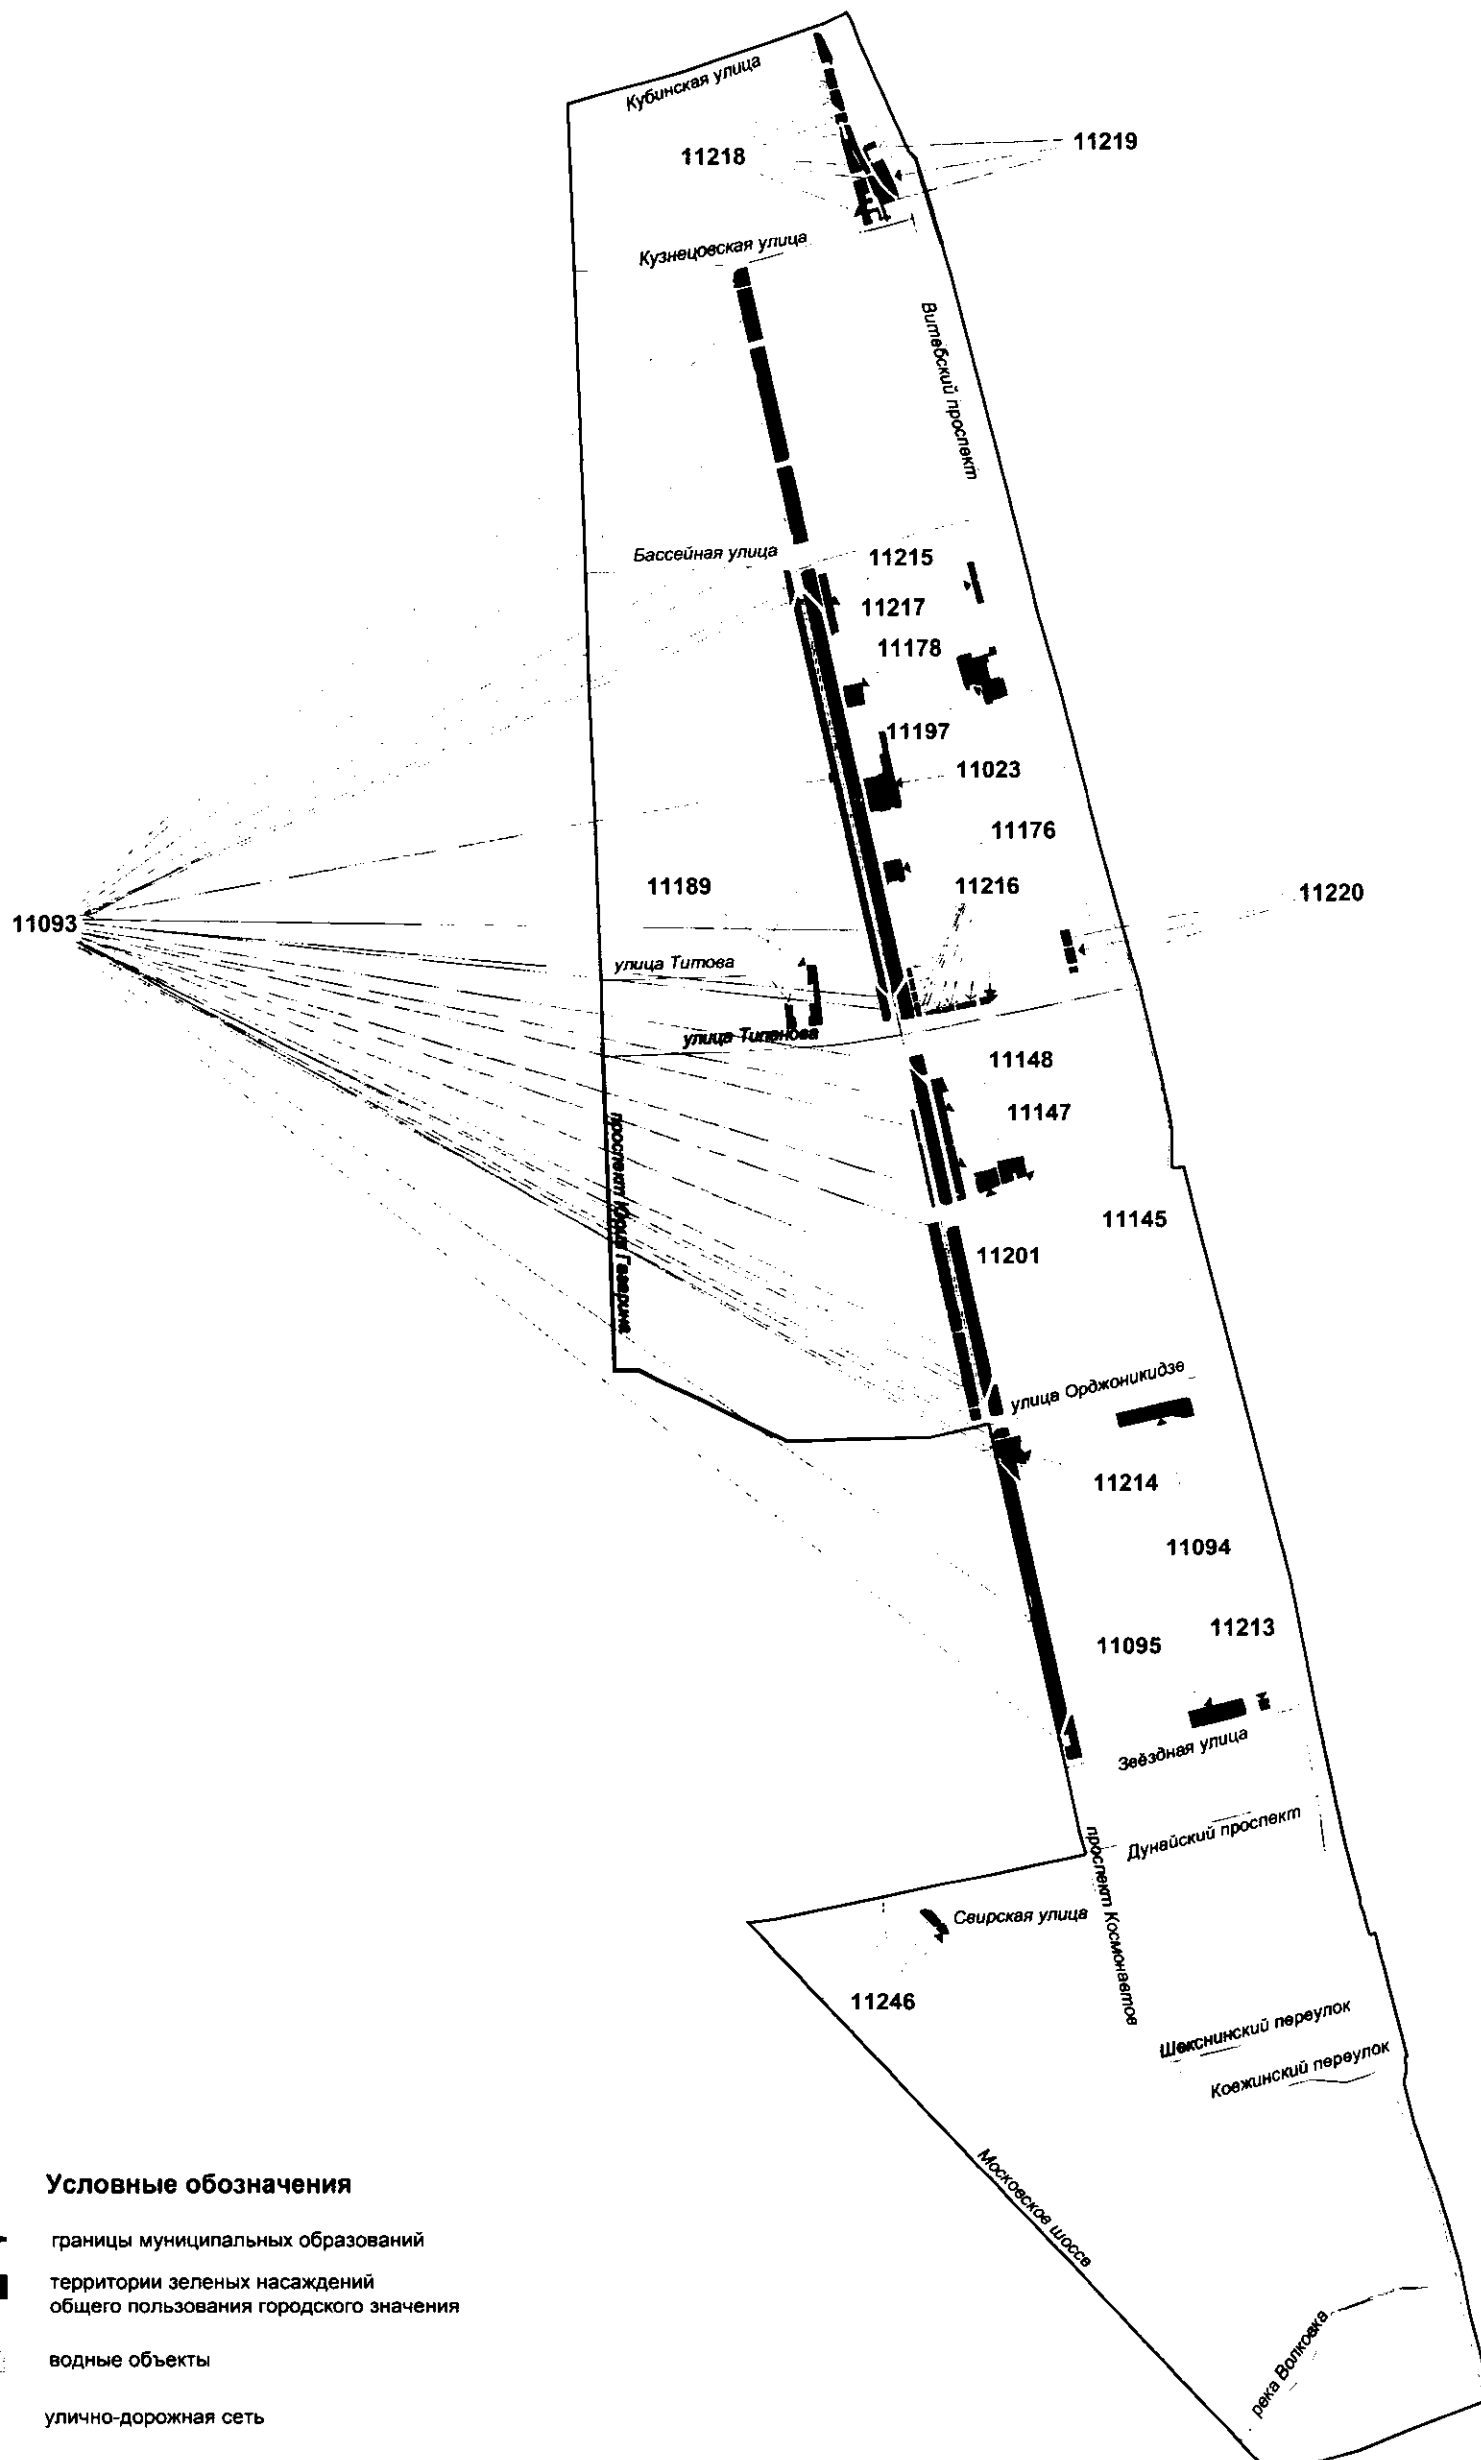 Кубинская улица
11218
11219
Кузнецовская улица
Витебский проспект
Бассейная улица
11215
11217
11178
11197
11023
11176
11189
11216
11220
11093
улица Титова
улица Типанова
11148
11147
проспект Юрия Гагарина
11145
11201
улица Орджоникидзе
11214
11094
11213
11095
Звёздная улица
Дунайский проспект
проспект Космонавтов
Свирская улица
11246
Шекснинский переулок
Ковжинский переулок
Московское шоссе
река Волковка
Условные обозначения
границы муниципальных образований
территории зеленых насаждений
общего пользования городского значения
водные объекты
улично-дорожная сеть